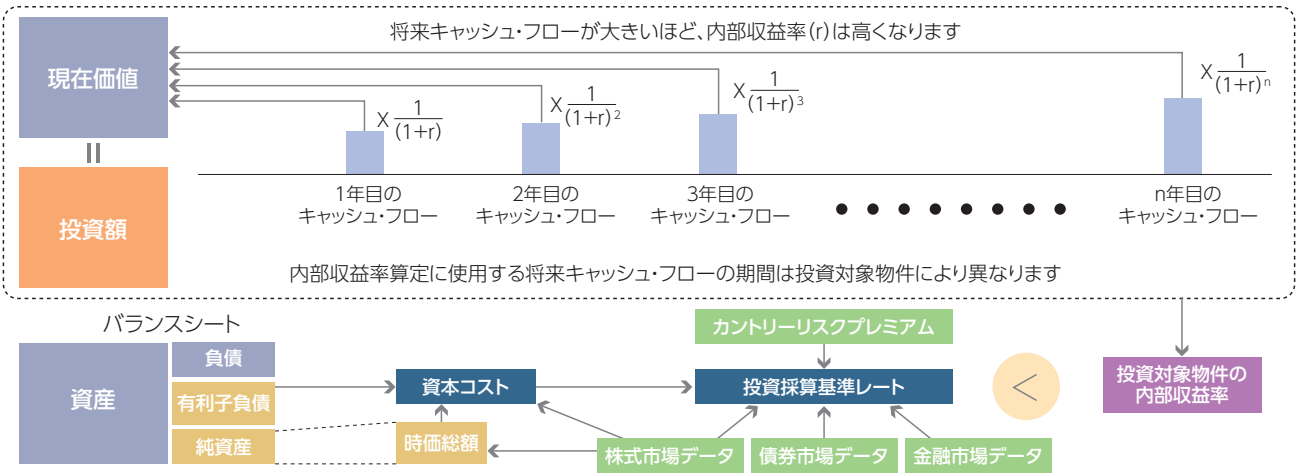 将来キャッシュ・フローが大きいほど、内部収益率(r)は高くなります
現在価値
=
投資額
×1/(1+r)
×1/(1+r)²
×1/(1+r)³
×1/(1+r)ⁿ
1年目の
キャッシュ・フロー
2年目の
キャッシュ・フロー
3年目の
キャッシュ・フロー
● ● ● ● ● ● ● ●
n年目の
キャッシュ・フロー
内部収益率算定に使用する将来キャッシュ・フローの期間は投資対象物件により異なります
バランスシート
資産
負債
有利子負債
純資産
資本コスト
時価総額
カントリーリスクプレミアム
投資採算基準レート
株式市場データ
債券市場データ
金融市場データ
<
投資対象物件の
内部収益率